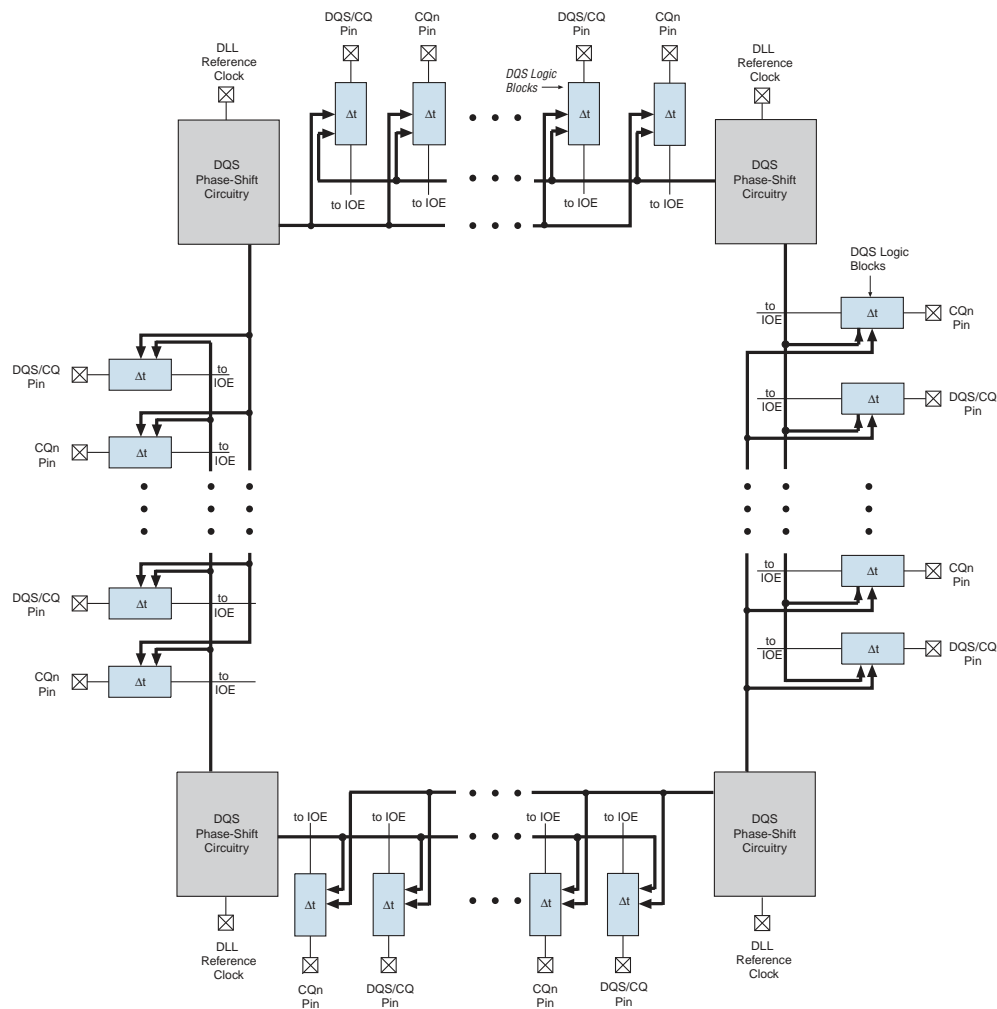 DQS/CQ
Pin
CQn
Pin
DQS/CQ
Pin
CQn
Pin
DLL
Reference
Clock
DQS Logic
Blocks
DLL
Reference
Clock
Δt
Δt
Δt
Δt
DQS
Phase-Shift
Circuitry
DQS
Phase-Shift
Circuitry
to IOE
to IOE
to IOE
to IOE
DQS Logic
Blocks
to
IOE
Δt
CQn
Pin
DQS/CQ
Pin
Δt
to
IOE
to
IOE
Δt
DQS/CQ
Pin
CQn
Pin
Δt
to
IOE
to
IOE
Δt
CQn
Pin
DQS/CQ
Pin
Δt
to
IOE
to
IOE
Δt
DQS/CQ
Pin
CQn
Pin
Δt
to
IOE
DQS
Phase-Shift
Circuitry
to IOE
to IOE
to IOE
to IOE
DQS
Phase-Shift
Circuitry
Δt
Δt
Δt
Δt
DLL
Reference
Clock
DLL
Reference
Clock
CQn
Pin
DQS/CQ
Pin
CQn
Pin
DQS/CQ
Pin